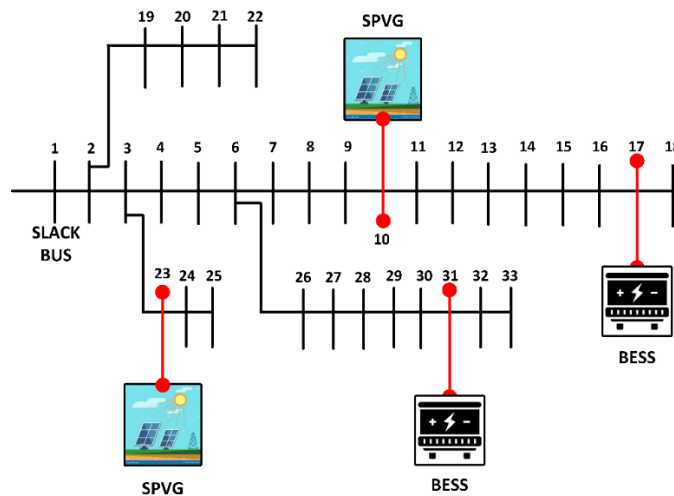 19 20 21 22
SPVG
1 2 3 4 5 6 7 8 9 11 12 13 14 15 16 17 18
SLACK
BUS
10
23 24 25
26 27 28 29 30 31 32 33
+ −
BESS
+ −
BESS
SPVG